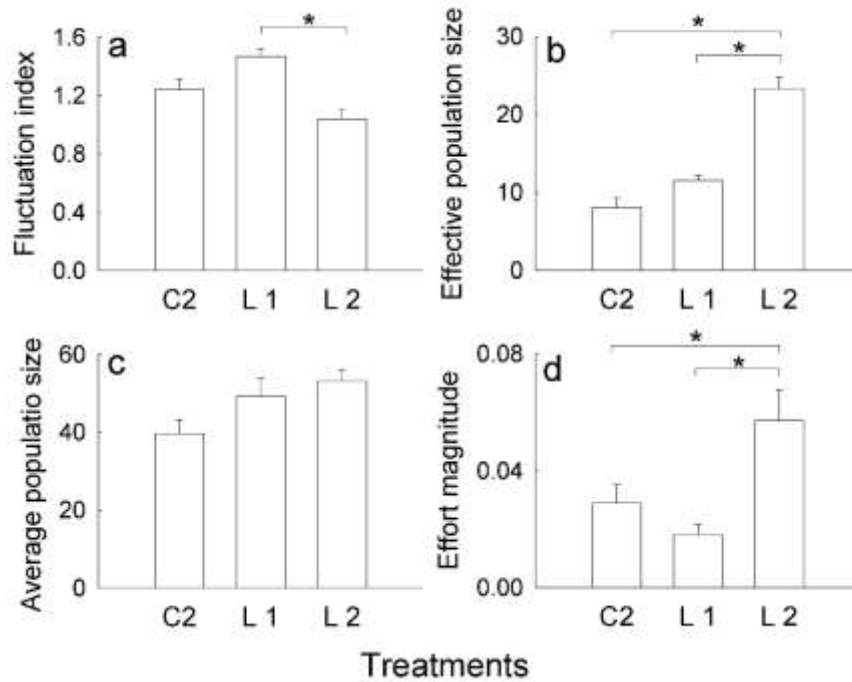 a
Fluctuation index
1.6
1.2
0.8
0.4
0.0
*
C2 L 1 L 2
b
Effective population size
30
20
10
0
*
*
C2 L 1 L 2
c
Average populatio size
60
40
20
0
C2 L 1 L 2
d
Effort magnitude
0.08
0.04
0.00
*
*
C2 L 1 L 2
Treatments